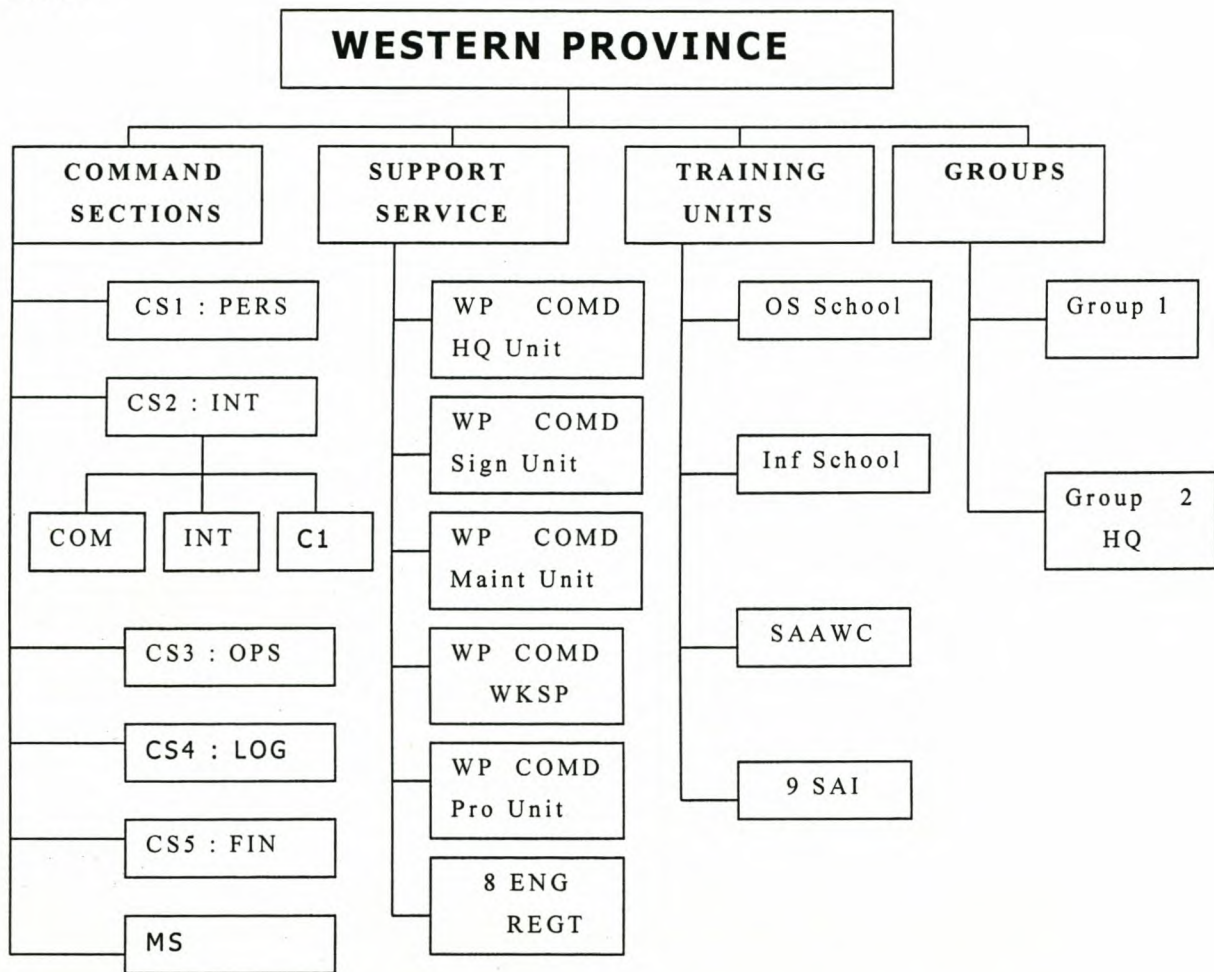 WESTERN PROVINCE
COMMAND
SECTIONS
SUPPORT
SERVICE
TRAINING
UNITS
GROUPS
CS1 : PERS
CS2 : INT
COM
INT
C1
CS3 : OPS
CS4 : LOG
CS5 : FIN
MS
WP COMD
HQ Unit
WP COMD
Sign Unit
WP COMD
Maint Unit
WP COMD
WKSP
WP COMD
Pro Unit
8 ENG
REGT
OS School
Inf School
SAAWC
9 SAI
Group 1
Group 2
HQ